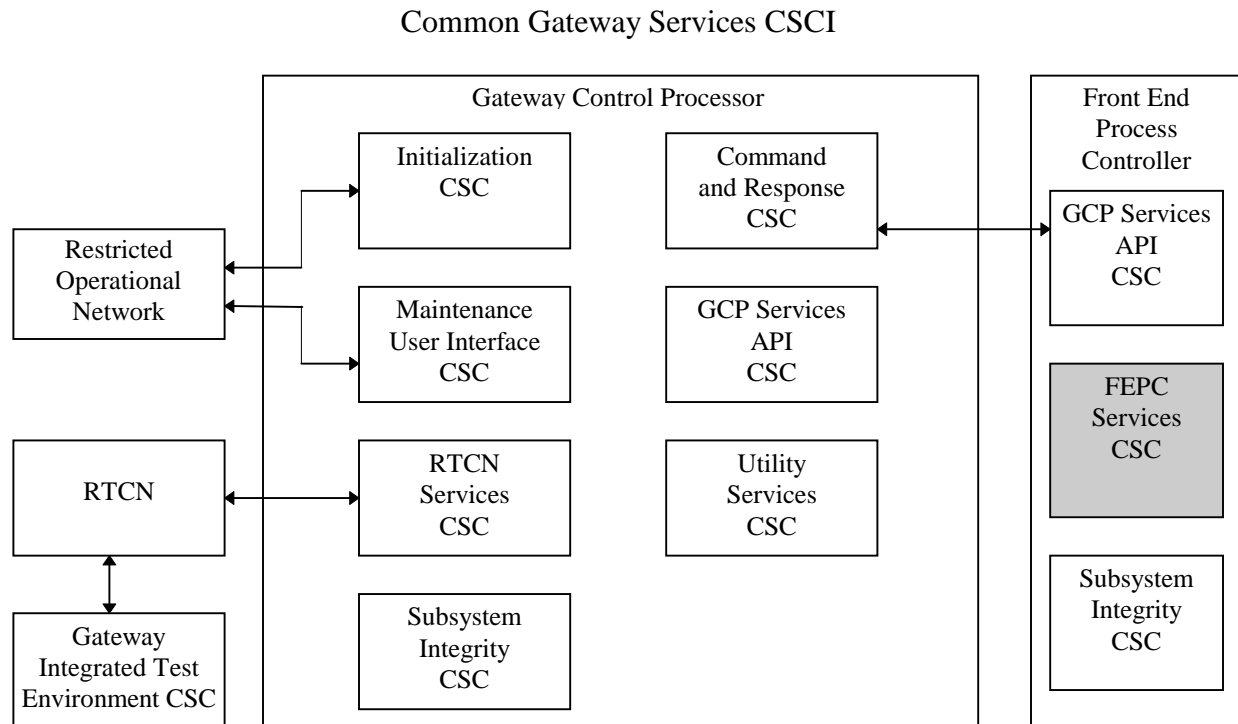 Common Gateway Services CSCI
Gateway Control Processor
Front End
Process
Controller
Initialization
CSC
Command
and Response
CSC
GCP Services
API
CSC
Restricted
Operational
Network
Maintenance
User Interface
CSC
GCP Services
API
CSC
FEPC
Services
CSC
RTCN
RTCN
Services
CSC
Utility
Services
CSC
Subsystem
Integrity
CSC
Gateway
Integrated Test
Environment CSC
Subsystem
Integrity
CSC